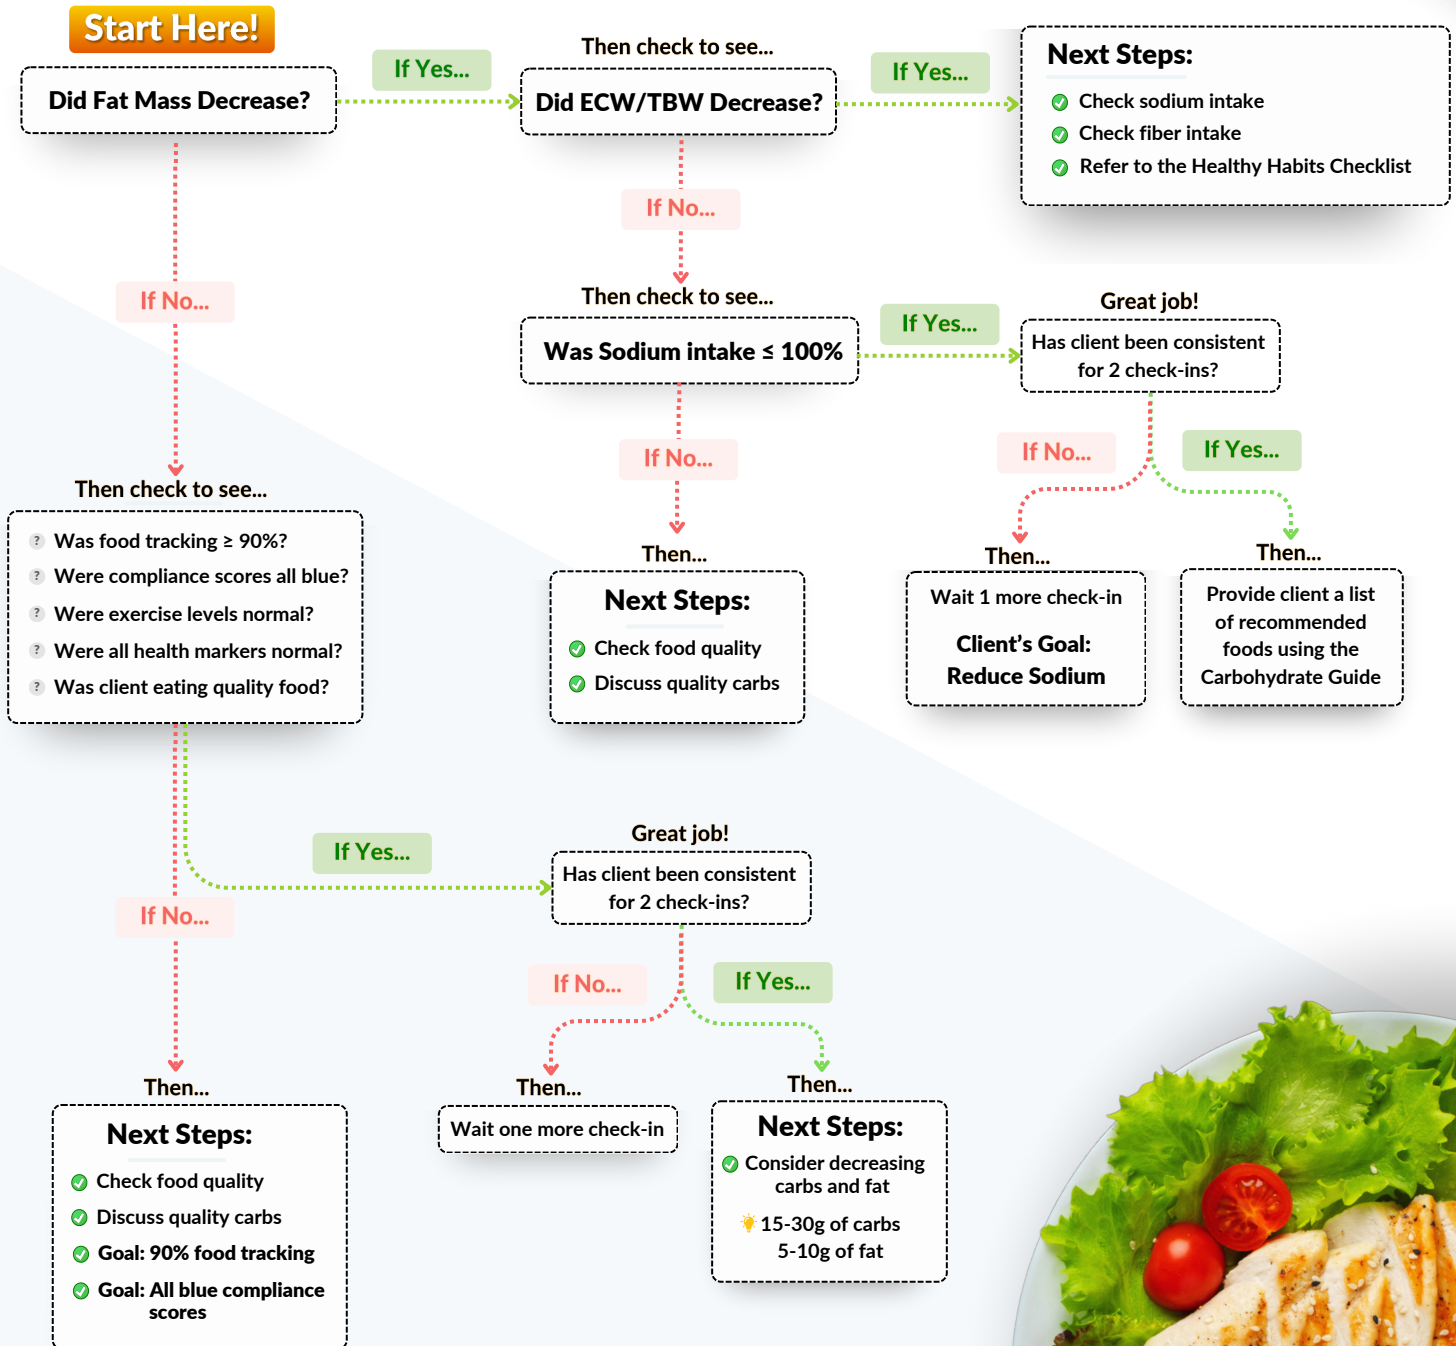 Start Here!
Did Fat Mass Decrease?
If Yes...
Then check to see...
Did ECW/TBW Decrease?
If Yes...
Next Steps:
Check sodium intake
Check fiber intake
Refer to the Healthy Habits Checklist
If No...
If No...
Then check to see...
Was Sodium intake ≤ 100%
If Yes...
Great job!
Has client been consistent
for 2 check-ins?
If No...
If No...
If Yes...
Then check to see...
? Was food tracking ≥ 90%?
? Were compliance scores all blue?
? Were exercise levels normal?
? Were all health markers normal?
? Was client eating quality food?
Then...
Next Steps:
Check food quality
Discuss quality carbs
Then...
Wait 1 more check-in
Client's Goal:
Reduce Sodium
Then...
Provide client a list
of recommended
foods using the
Carbohydrate Guide
If Yes...
Great job!
Has client been consistent
for 2 check-ins?
If No...
If No...
If Yes...
Then...
Next Steps:
Check food quality
Discuss quality carbs
Goal: 90% food tracking
Goal: All blue compliance
scores
Then...
Wait one more check-in
Then...
Next Steps:
Consider decreasing
carbs and fat
15-30g of carbs
5-10g of fat